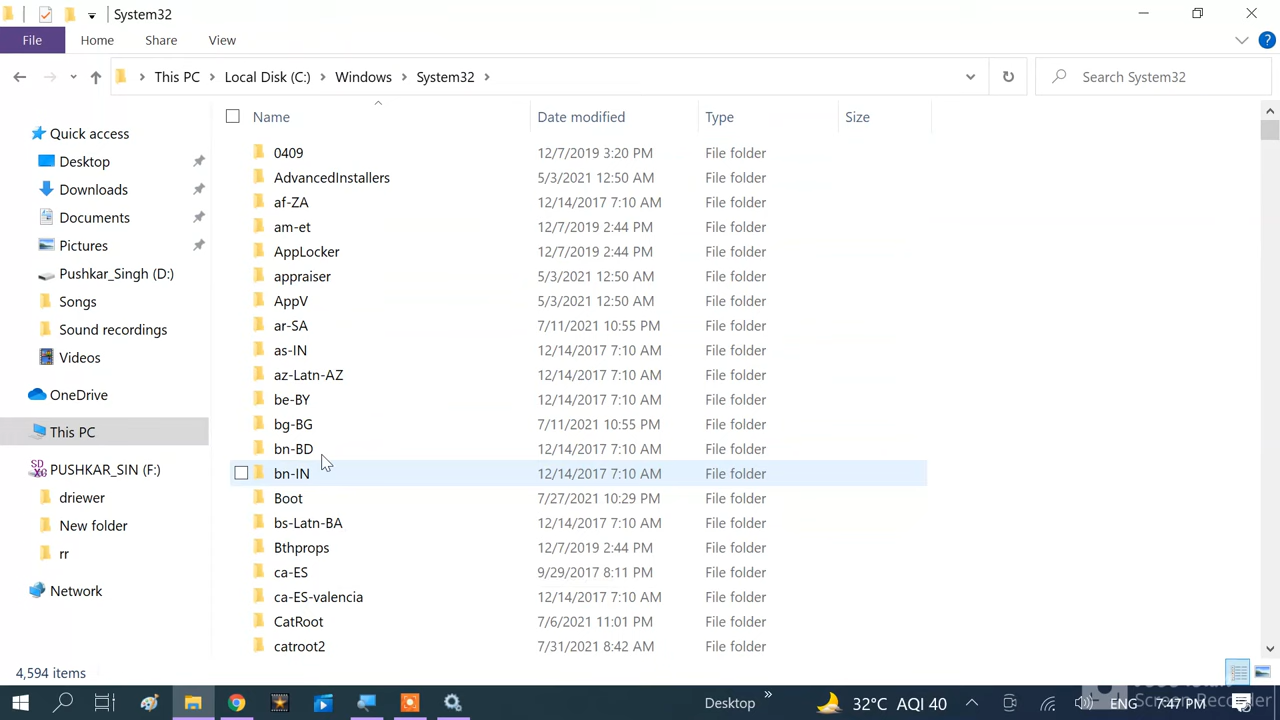 System32
File Home Share View
This PC Local Disk (C:) Windows System32 Search System32
Name Date modified Type Size
Quick access
Desktop
Downloads
Documents
Pictures
Pushkar_Singh (D:)
Songs
Sound recordings
Videos
OneDrive
This PC
PUSHKAR_SIN (F:)
driewer
New folder
rr
Network
0409 12/7/2019 3:20 PM File folder
AdvancedInstallers 5/3/2021 12:50 AM File folder
af-ZA 12/14/2017 7:10 AM File folder
am-et 12/7/2019 2:44 PM File folder
AppLocker 12/7/2019 2:44 PM File folder
appraiser 5/3/2021 12:50 AM File folder
AppV 5/3/2021 12:50 AM File folder
ar-SA 7/11/2021 10:55 PM File folder
as-IN 12/14/2017 7:10 AM File folder
az-Latn-AZ 12/14/2017 7:10 AM File folder
be-BY 12/14/2017 7:10 AM File folder
bg-BG 7/11/2021 10:55 PM File folder
bn-BD 12/14/2017 7:10 AM File folder
bn-IN 12/14/2017 7:10 AM File folder
Boot 7/27/2021 10:29 PM File folder
bs-Latn-BA 12/14/2017 7:10 AM File folder
Bthprops 12/7/2019 2:44 PM File folder
ca-ES 9/29/2017 8:11 PM File folder
ca-ES-valencia 12/14/2017 7:10 AM File folder
CatRoot 7/6/2021 11:01 PM File folder
catroot2 7/31/2021 8:42 AM File folder
4,594 items
Desktop 32°C AQI 40 ENG 7:47 PM
Screen Recorder